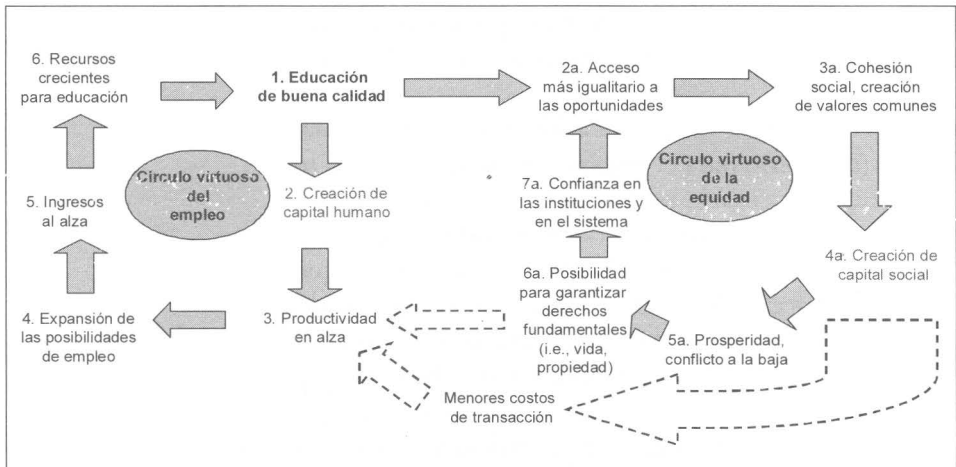 6. Recursos
crecientes
para educación
1. Educación
de buena calidad
2a. Acceso
más igualitario a
las oportunidades
3a. Cohesión
social, creación
de valores comunes
Círculo virtuoso
del
empleo
Círculo virtuoso
de la
equidad
5. Ingresos
al alza
2. Creación de
capital humano
7a. Confianza en
las instituciones y
en el sistema
4a. Creación de
capital social
4. Expansión de
las posibilidades
de empleo
3. Productividad
en alza
6a. Posibilidad
para garantizar
derechos
fundamentales
(i.e., vida,
propiedad)
5a. Prosperidad,
conflicto a la baja
Menores costos
de transacción